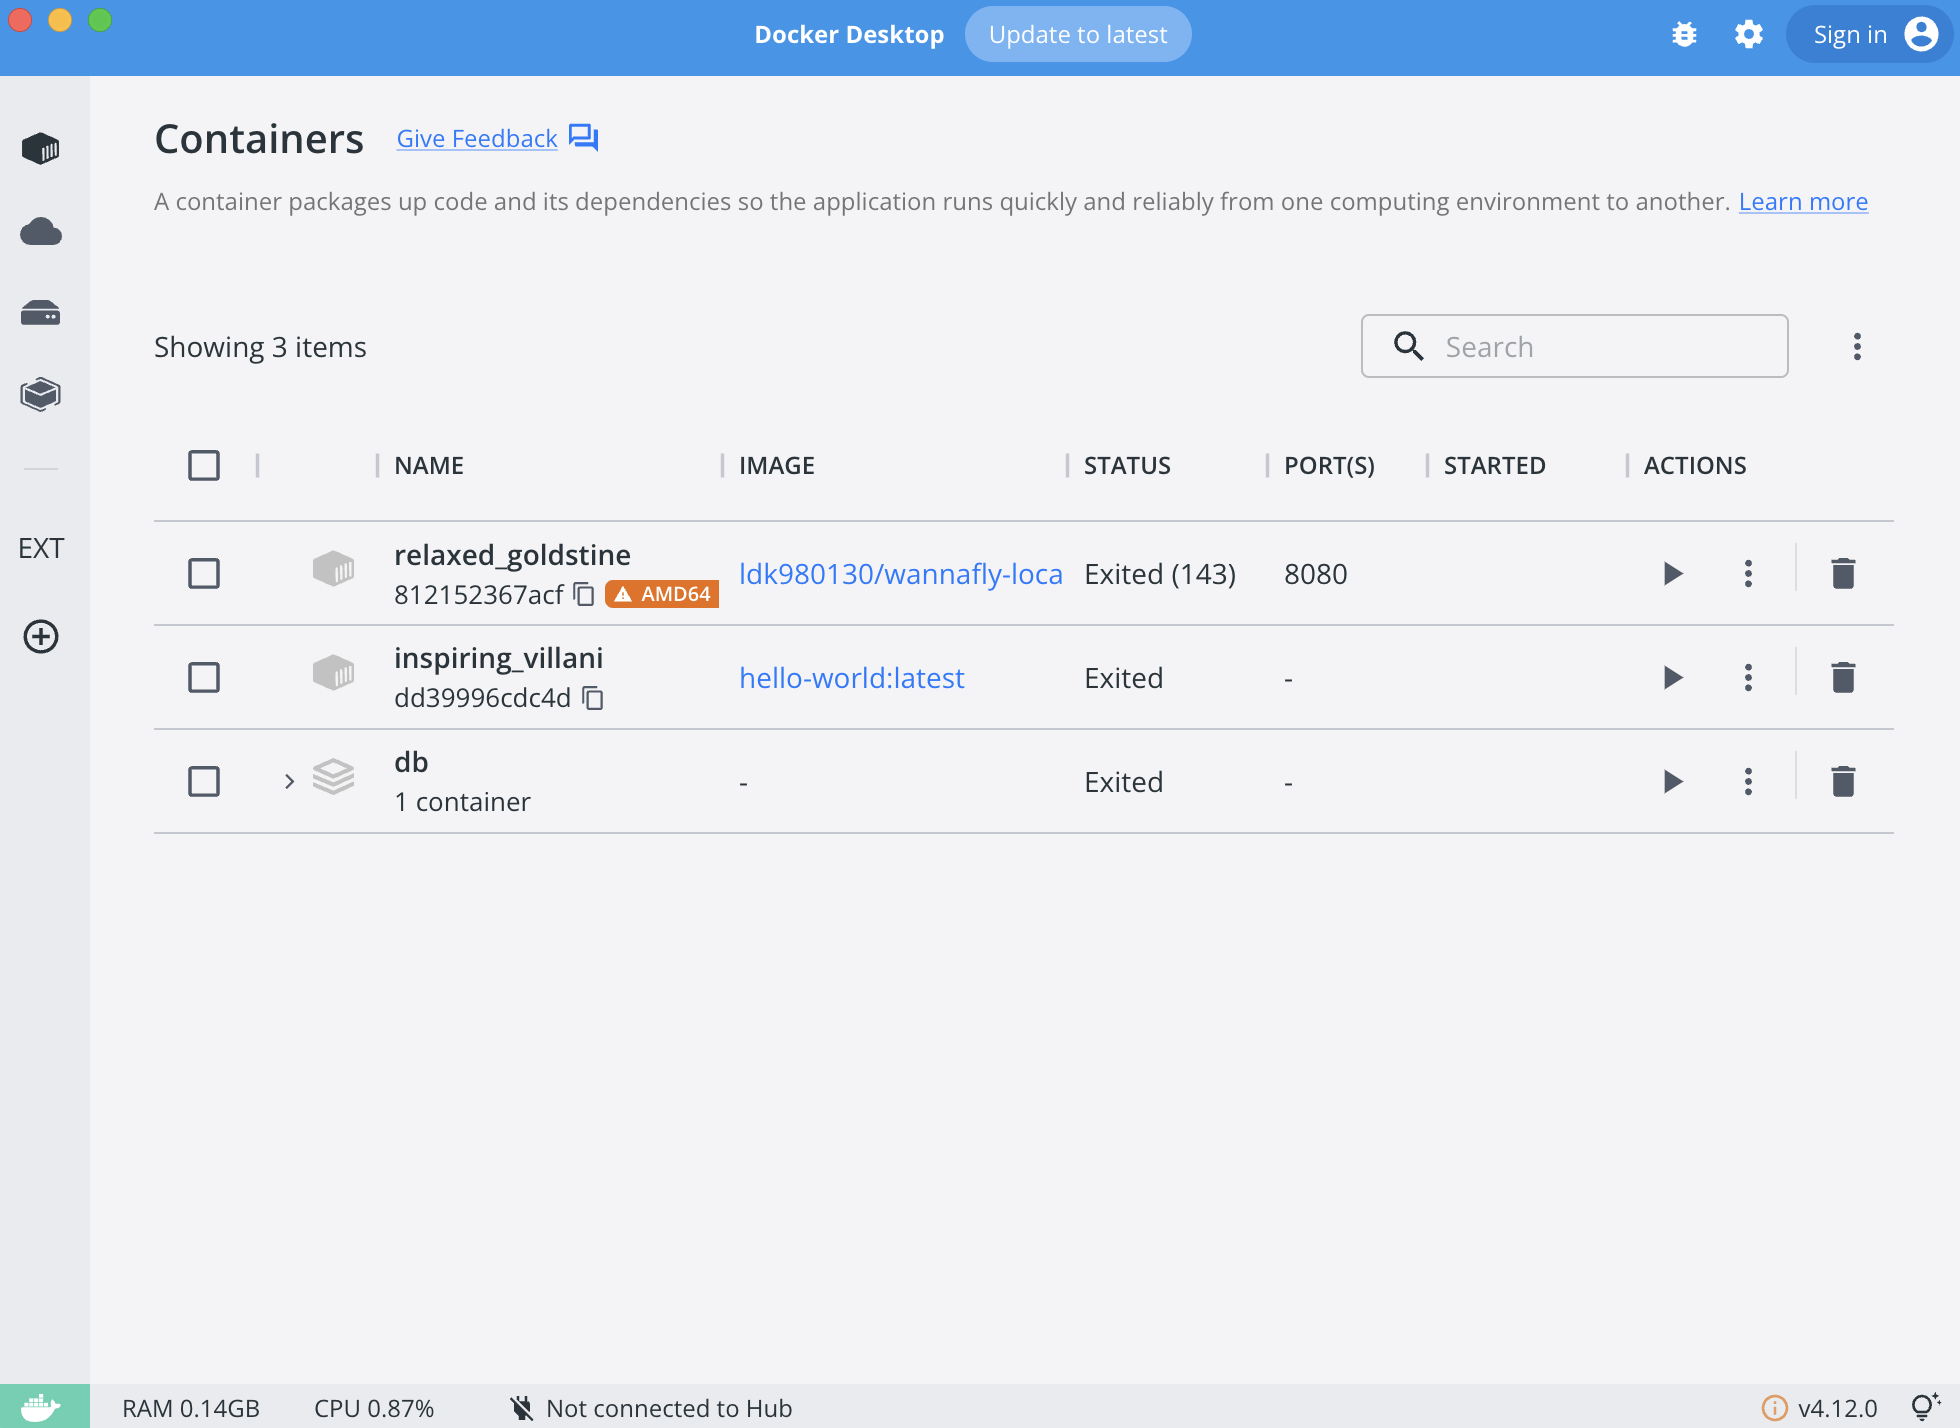 Docker Desktop Update to latest Sign in
Containers Give Feedback
A container packages up code and its dependencies so the application runs quickly and reliably from one computing environment to another. Learn more
Showing 3 items Search
NAME IMAGE STATUS PORT(S) STARTED ACTIONS
EXT
relaxed_goldstine
812152367acf AMD64 ldk980130/wannafly-loca Exited (143) 8080
inspiring_villani
dd39996cdc4d hello-world:latest Exited -
db
1 container - Exited -
RAM 0.14GB CPU 0.87% Not connected to Hub v4.12.0